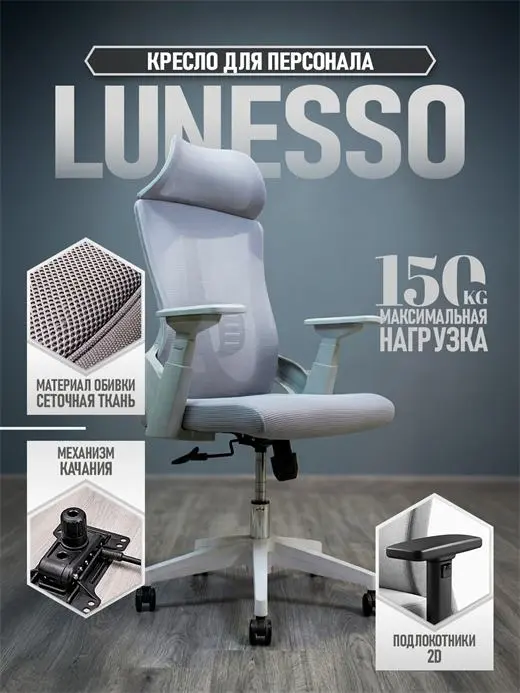 КРЕСЛО ДЛЯ ПЕРСОНАЛА
LUNESSO
150
KG
МАКСИМАЛЬНАЯ
НАГРУЗКА
МАТЕРИАЛ ОБИВКИ
СЕТОЧНАЯ ТКАНЬ
МЕХАНИЗМ
КАЧАНИЯ
ПОДЛОКОТНИКИ
2D